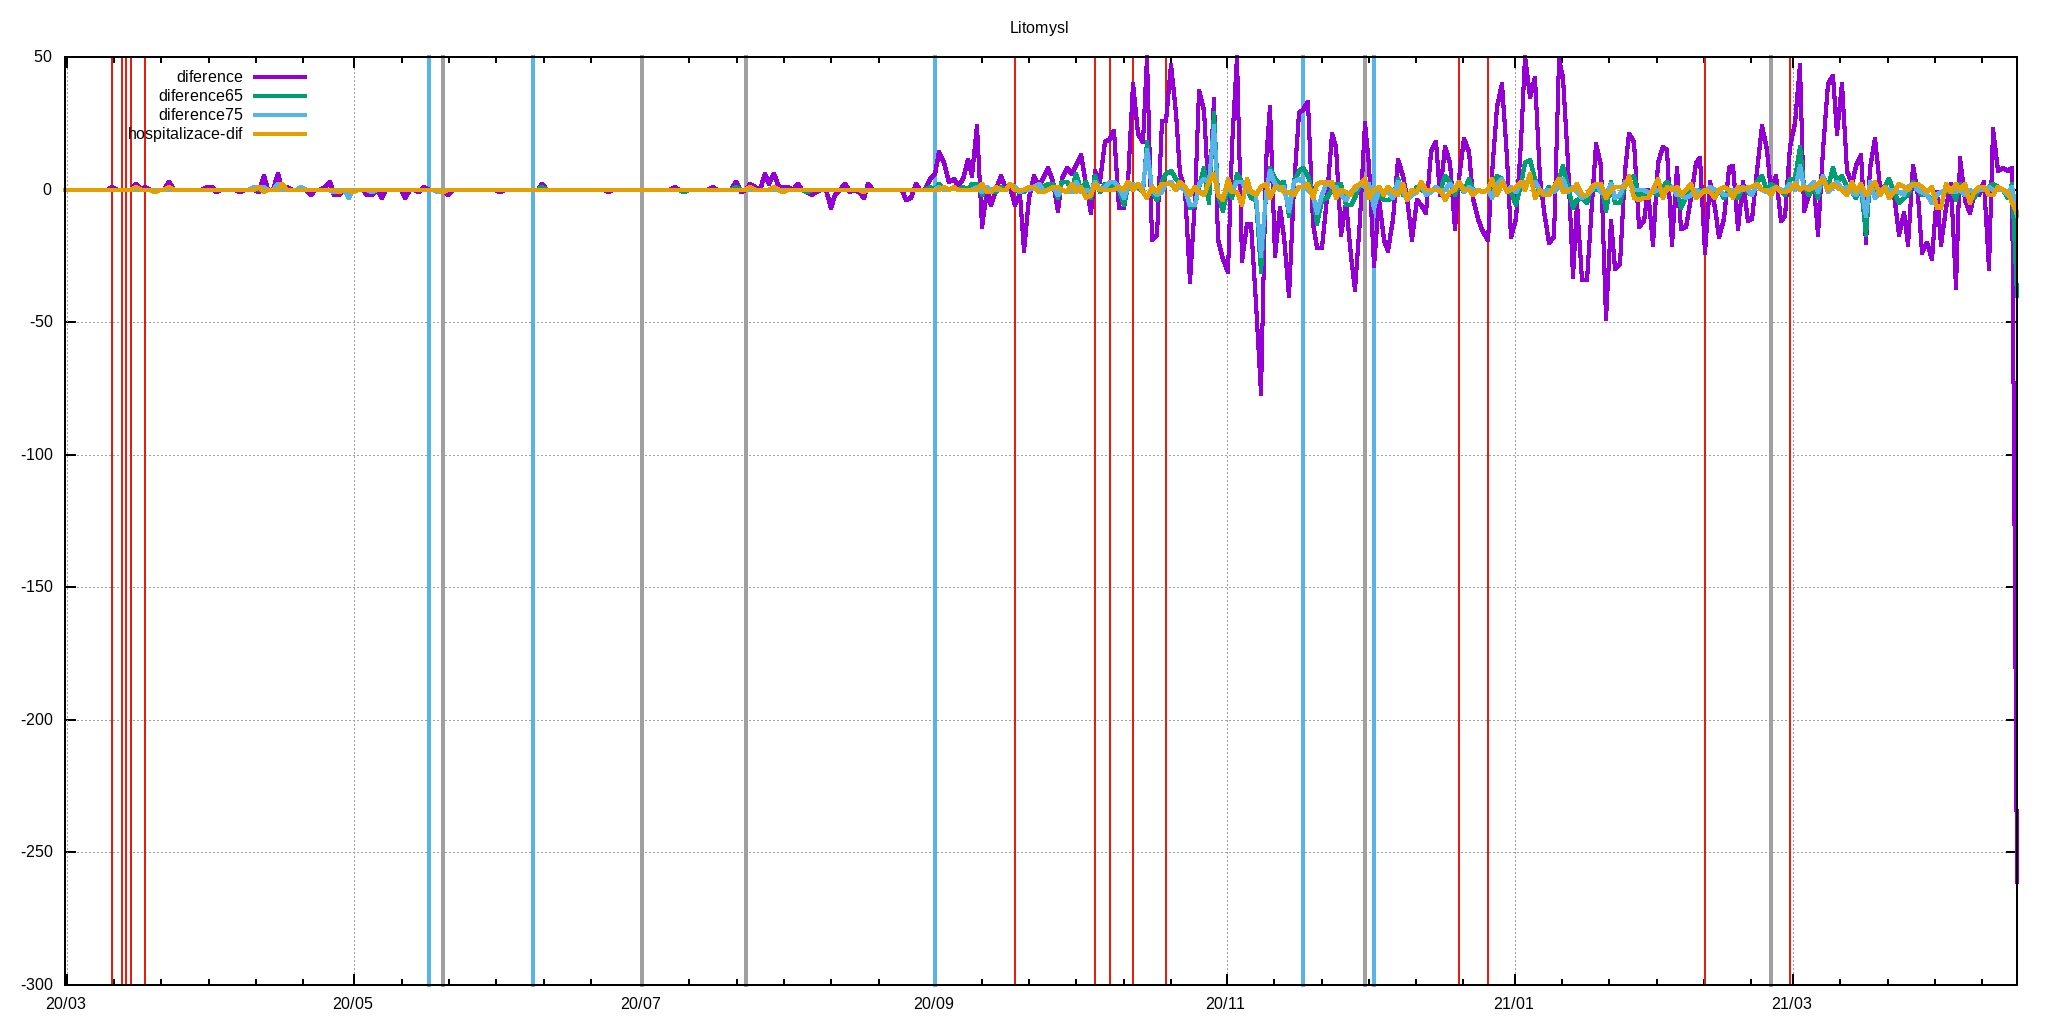 Litomysl
50
diference
diference65
diference75
hospitalizace-dif
0
-50
-100
-150
-200
-250
-300
20/03 20/05 20/07 20/09 20/11 21/01 21/03